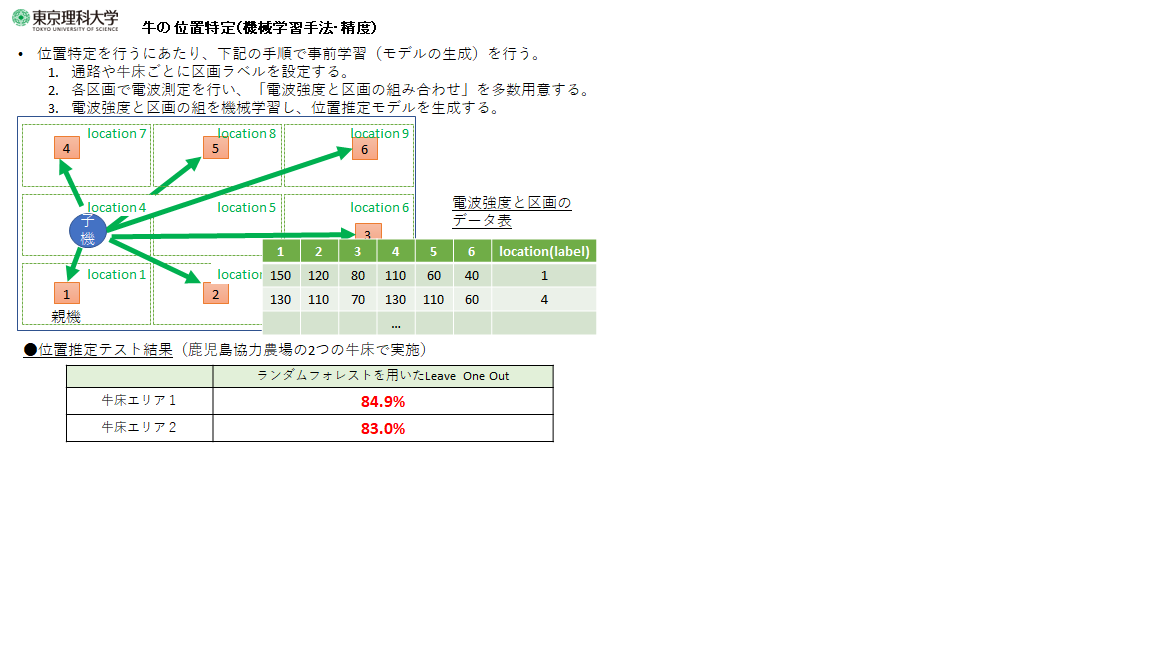 東京理科大学
TOKYO UNIVERSITY OF SCIENCE
牛の位置特定(機械学習手法・精度)
• 位置特定を行うにあたり、下記の手順で事前学習（モデルの生成）を行う。
1. 通路や牛床ごとに区画ラベルを設定する。
2. 各区画で電波測定を行い、「電波強度と区画の組み合わせ」を多数用意する。
3. 電波強度と区画の組を機械学習し、位置推定モデルを生成する。
location 7 location 8 location 9
4 5 6
location 4 location 5 location 6
子機
3
location 1 location
1 2
親機
電波強度と区画の
データ表
1 2 3 4 5 6 location(label)
150 120 80 110 60 40 1
130 110 70 130 110 60 4
...
●位置推定テスト結果（鹿児島協力農場の2つの牛床で実施）
ランダムフォレストを用いたLeave One Out
牛床エリア１ 84.9%
牛床エリア２ 83.0%